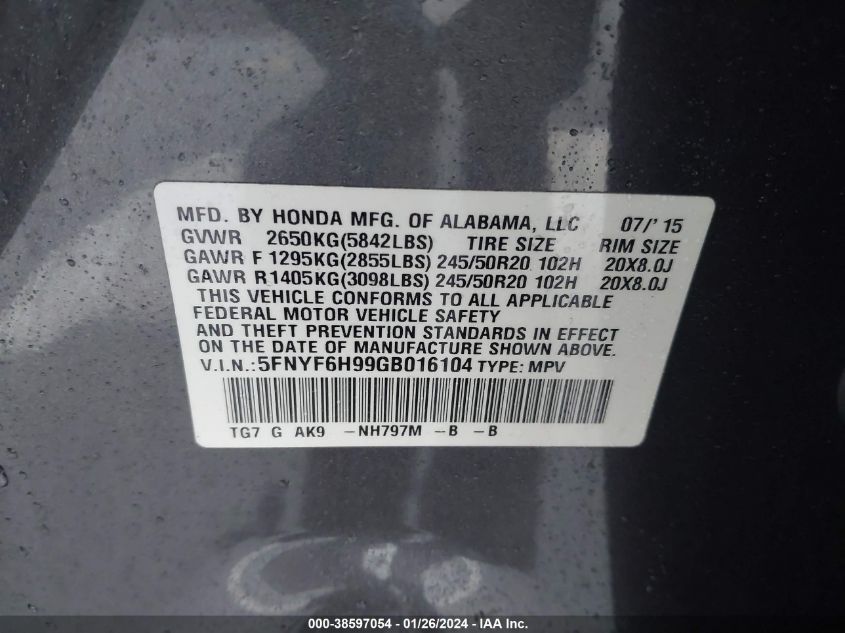 MFD. BY HONDA MFG. OF ALABAMA, LLC 07/'15
GVWR 2650KG(5842LBS) TIRE SIZE RIM SIZE
GAWR F 1295KG(2855LBS) 245/50R20 102H 20X8.0J
GAWR R1405KG(3098LBS) 245/50R20 102H 20X8.0J
THIS VEHICLE CONFORMS TO ALL APPLICABLE
FEDERAL MOTOR VEHICLE SAFETY
AND THEFT PREVENTION STANDARDS IN EFFECT
ON THE DATE OF MANUFACTURE SHOWN ABOVE.
V.I.N.:5FNYF6H99GB016104 TYPE: MPV
TG7 G AK9 -NH797M -B -B
000-38597054 - 01/26/2024 - IAAI Inc.